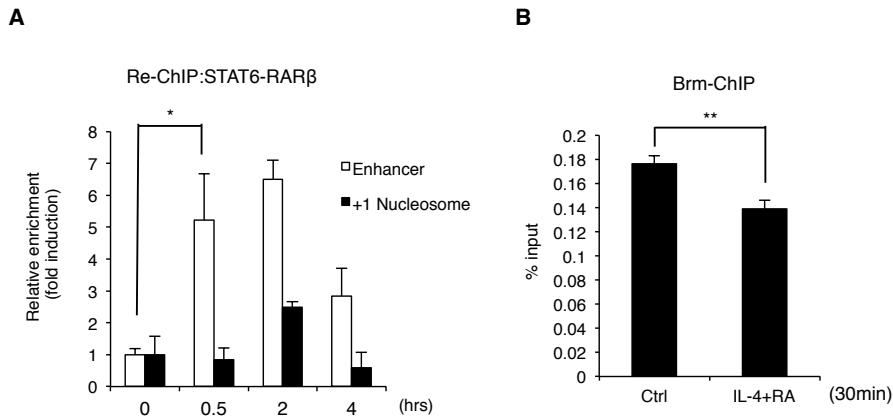 A
Re-ChIP:STAT6-RARβ
*
Relative enrichment
(fold induction)
8
7
6
5
4
3
2
1
0
Enhancer
+1 Nucleosome
0 0.5 2 4 (hrs)
B
Brm-ChIP
**
% input
0.2
0.18
0.16
0.14
0.12
0.1
0.08
0.06
0.04
0.02
0
Ctrl IL-4+RA (30min)